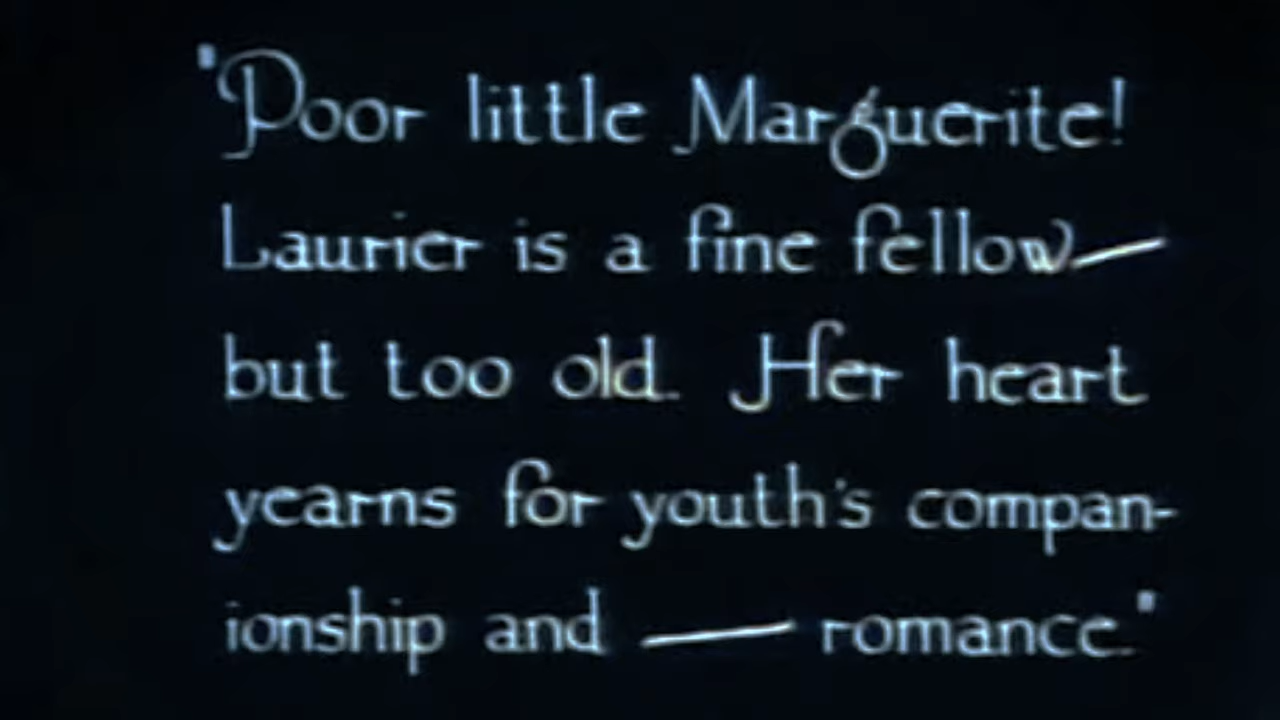 "Poor little Marguerite!
Laurier is a fine fellow—
but too old. Her heart
yearns for youth's compan-
ionship and — romance."